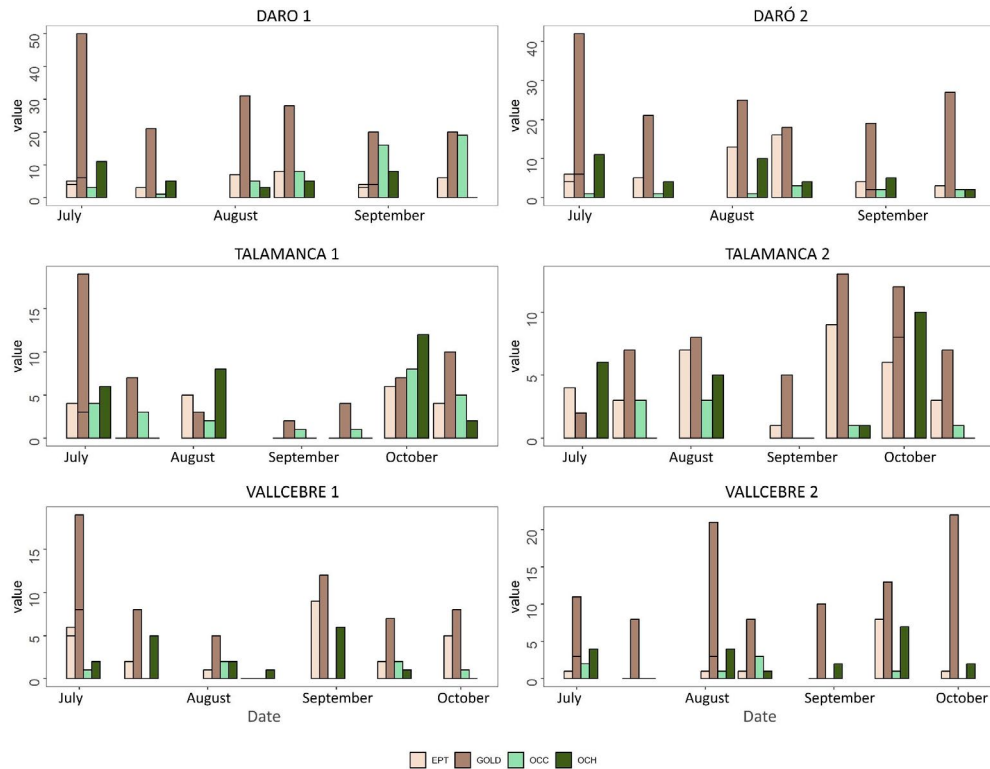 DARO 1
DARÓ 2
value
50
40
30
20
10
0
July
August
September
value
40
30
20
10
0
July
August
September
TALAMANCA 1
TALAMANCA 2
value
15
10
5
0
July
August
September
October
value
10
5
0
July
August
September
October
VALLCEBRE 1
VALLCEBRE 2
value
15
10
5
0
July
August
September
October
Date
value
20
15
10
5
0
July
August
September
October
Date
EPT GOLD OCC OCH